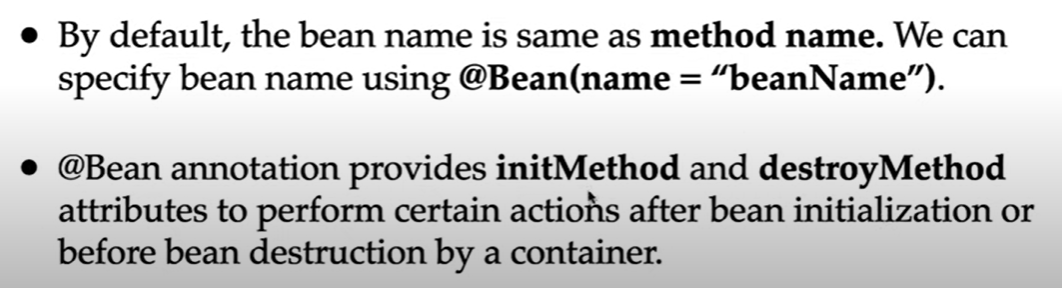 • By default, the bean name is same as method name. We can
specify bean name using @Bean(name = “beanName”).
• @Bean annotation provides initMethod and destroyMethod
attributes to perform certain actions after bean initialization or
before bean destruction by a container.